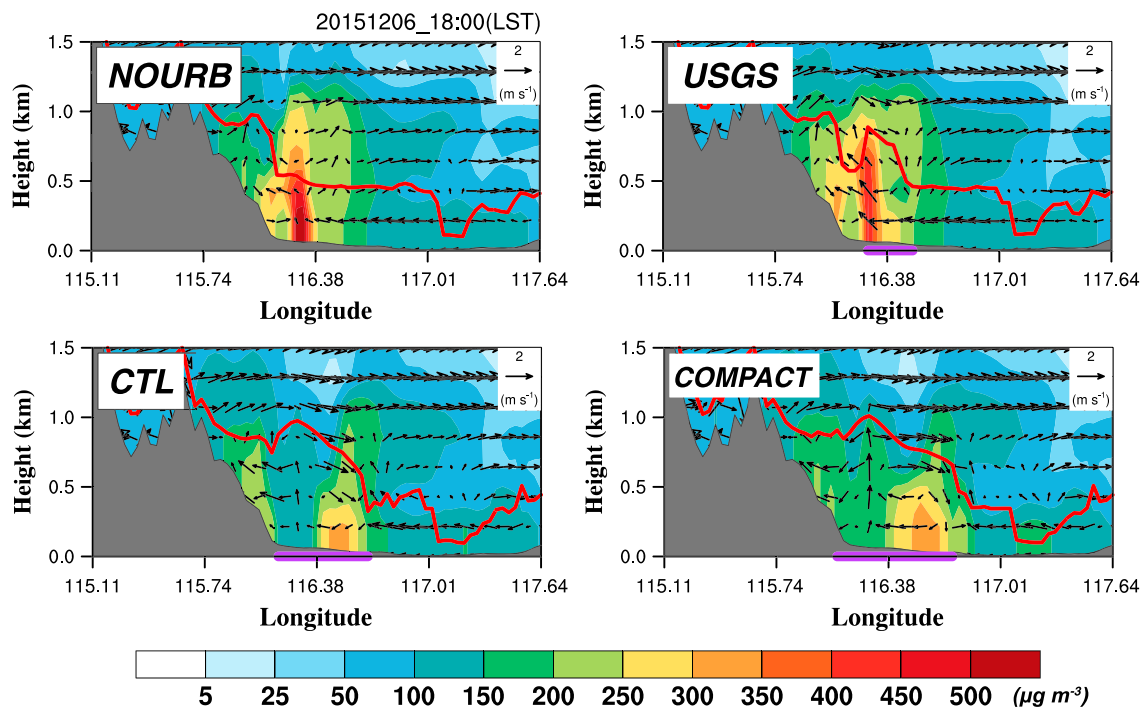 20151206_18:00(LST)
1.5
1.0
0.5
0.0
Height (km)
NOURB
2
(m s⁻¹)
115.11 115.74 116.38 117.01 117.64
Longitude
1.5
1.0
0.5
0.0
Height (km)
USGS
2
(m s⁻¹)
115.11 115.74 116.38 117.01 117.64
Longitude
1.5
1.0
0.5
0.0
Height (km)
CTL
2
(m s⁻¹)
115.11 115.74 116.38 117.01 117.64
Longitude
1.5
1.0
0.5
0.0
Height (km)
COMPACT
2
(m s⁻¹)
115.11 115.74 116.38 117.01 117.64
Longitude
5 25 50 100 150 200 250 300 350 400 450 500 (μg m⁻³)